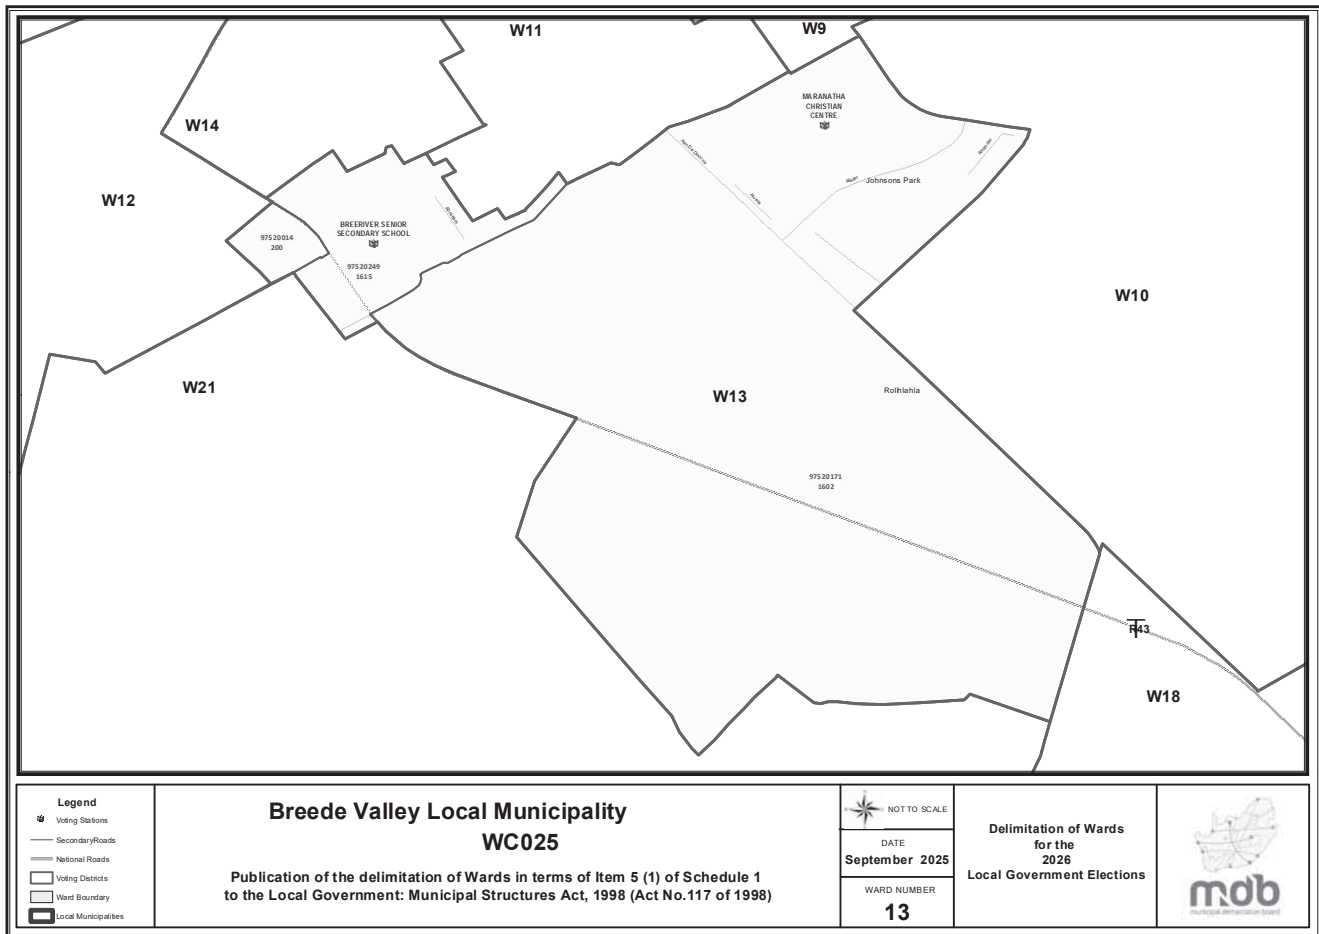 W11
W9
MARANATHA
CHRISTIAN
CENTRE
W14
Johnsons Park
W12
BREERIVER SENIOR
SECONDARY SCHOOL
97520014
200
97520249
1615
W10
W21
W13
Rolihlahla
97520171
1602
R43
W18
Legend
Voting Stations
SecondaryRoads
National Roads
Voting Districts
Ward Boundary
Local Municipalities
Breede Valley Local Municipality
WC025
Publication of the delimitation of Wards in terms of Item 5 (1) of Schedule 1
to the Local Government: Municipal Structures Act, 1998 (Act No.117 of 1998)
NOT TO SCALE
DATE
September 2025
WARD NUMBER
13
Delimitation of Wards
for the
2026
Local Government Elections
mdb
municipal demarcation board